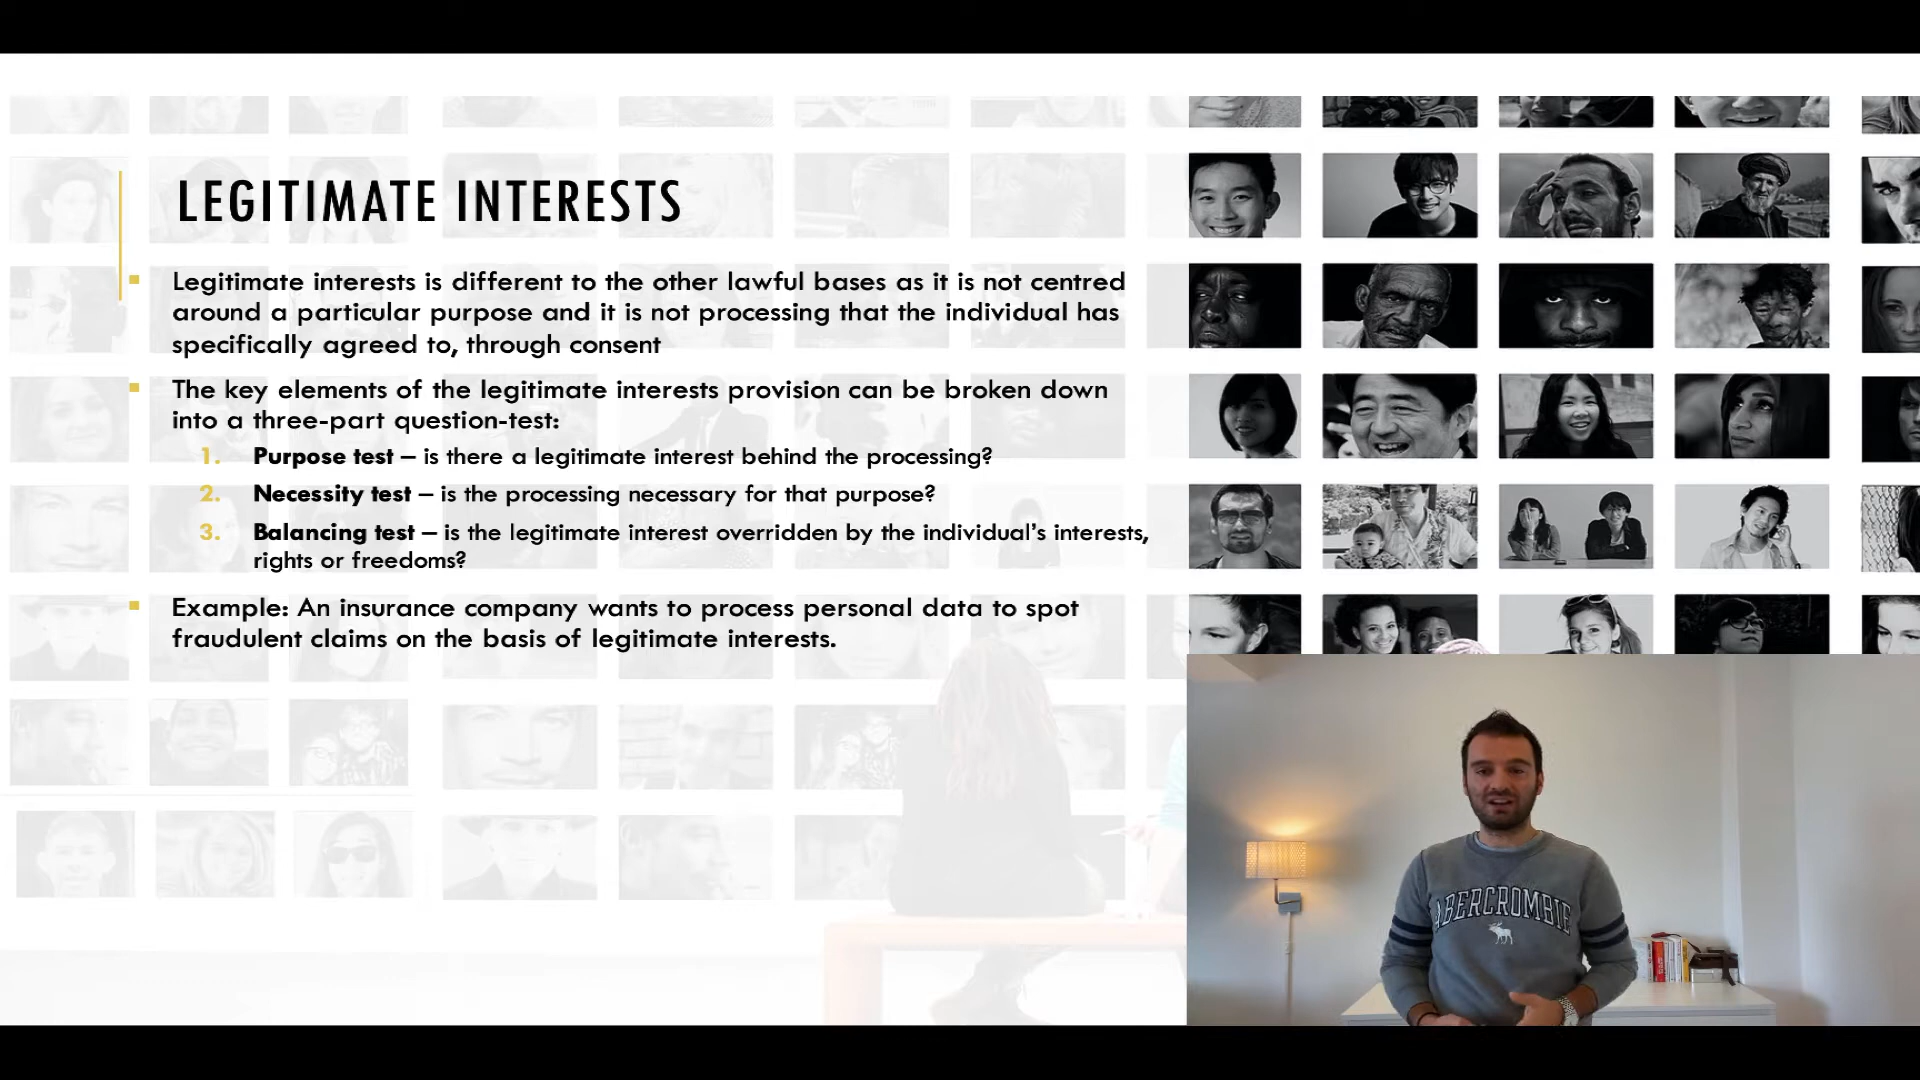 LEGITIMATE INTERESTS
Legitimate interests is different to the other lawful bases as it is not centred
around a particular purpose and it is not processing that the individual has
specifically agreed to, through consent
The key elements of the legitimate interests provision can be broken down
into a three-part question-test:
1. Purpose test – is there a legitimate interest behind the processing?
2. Necessity test – is the processing necessary for that purpose?
3. Balancing test – is the legitimate interest overridden by the individual’s interests,
rights or freedoms?
Example: An insurance company wants to process personal data to spot
fraudulent claims on the basis of legitimate interests.
ABERCROMBIE